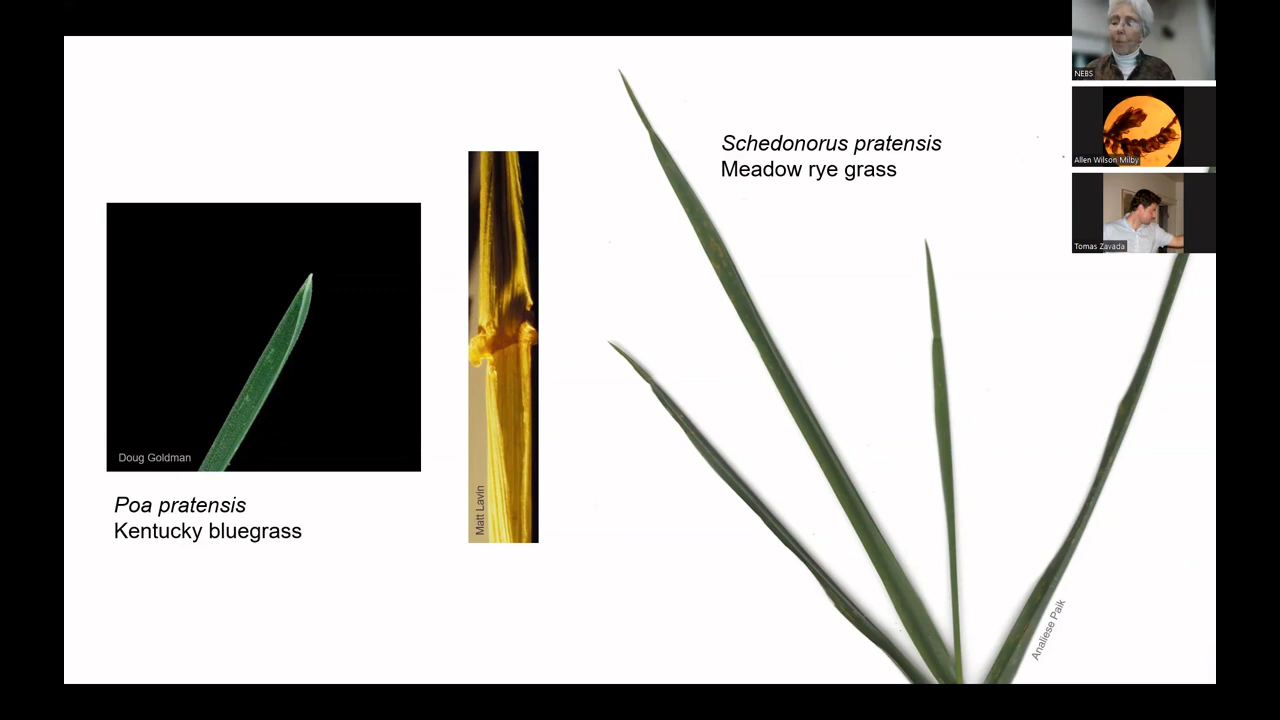 Schedonorus pratensis
Meadow rye grass
Doug Goldman
Poa pratensis
Kentucky bluegrass
Matt Lavin
Analiese Paik
NEBS
Allen Wilson Milby
Tomas Zavada